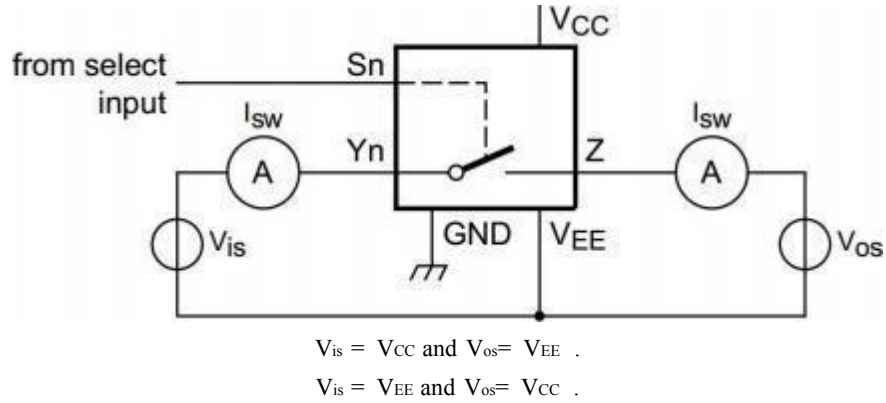 VCC
from select
input
Sn
ISW
ISW
Yn
Z
A
A
GND
VEE
Vis
Vos
Vis = VCC and Vos= VEE .
Vis = VEE and Vos= VCC .